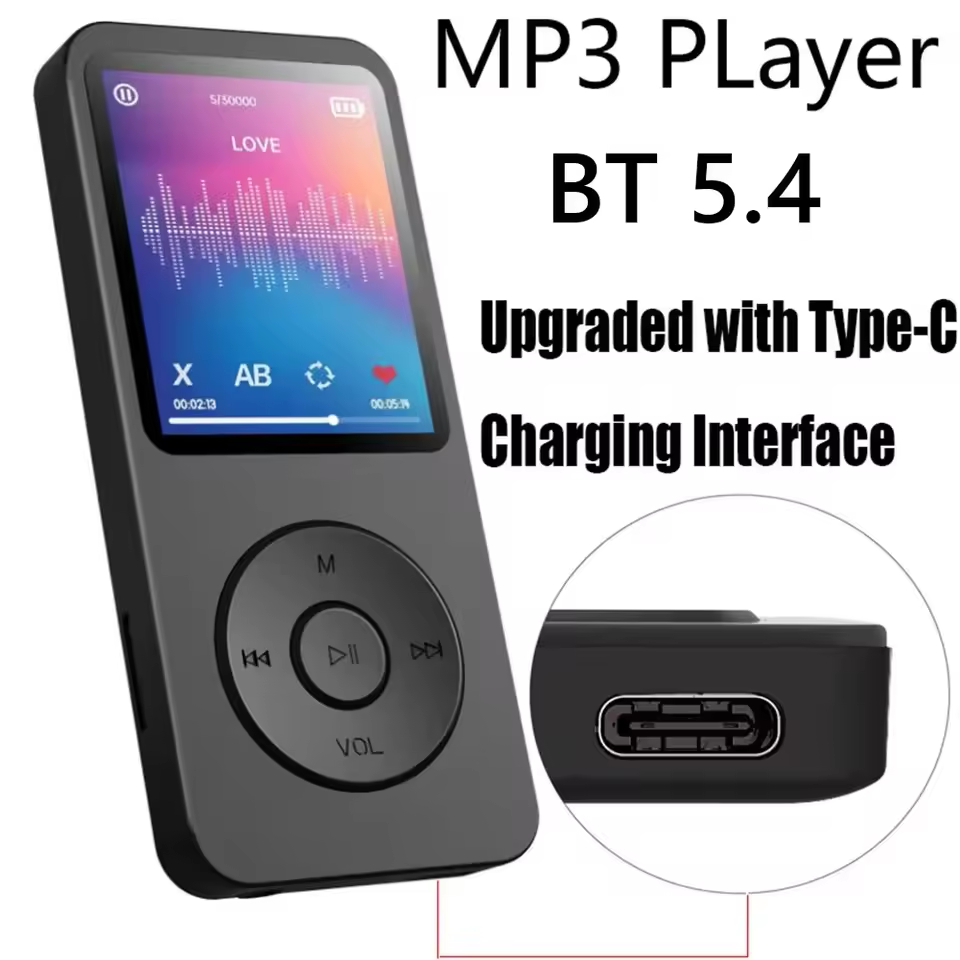 MP3 PLayer
BT 5.4
Upgraded with Type-C
Charging Interface
5/30000
LOVE
X AB
00:02:13 00:05:14
M
VOL